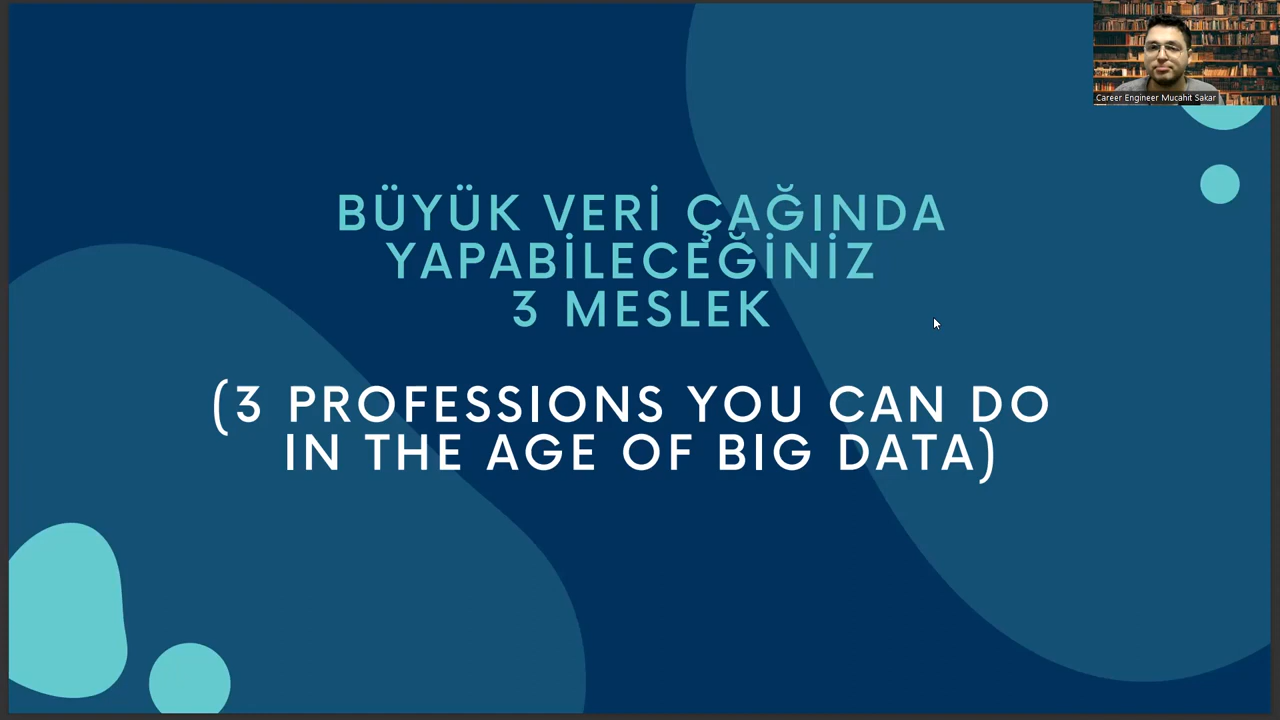 Career Engineer Mucahit Sakar
BÜYÜK VERİ ÇAĞINDA
YAPABİLECEĞİNİZ
3 MESLEK
(3 PROFESSIONS YOU CAN DO
IN THE AGE OF BIG DATA)